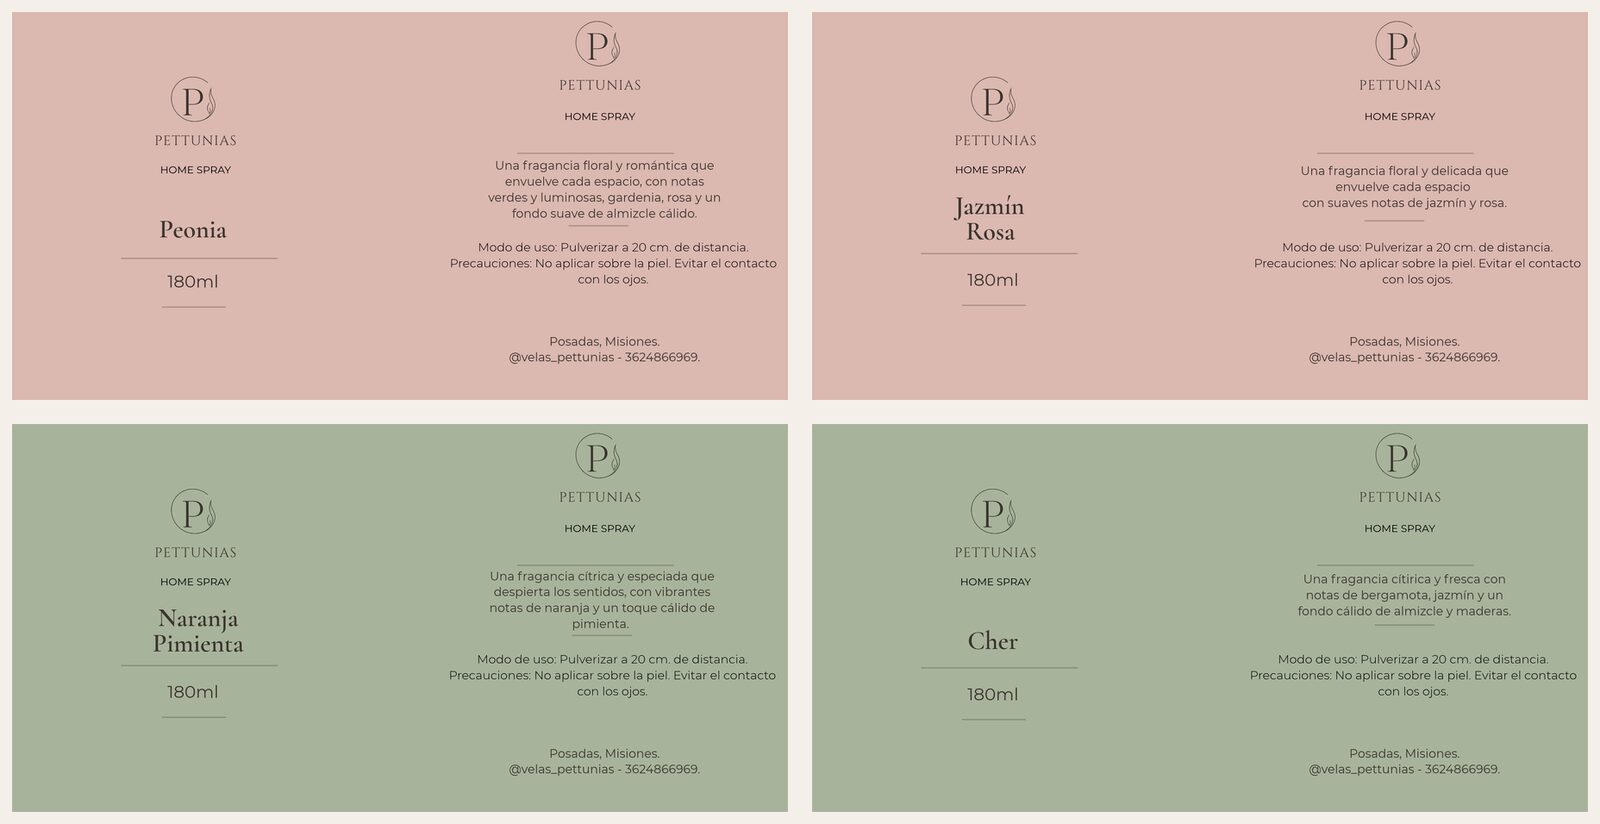 P
PETTUNIAS
HOME SPRAY
Peonia
180ml
P
PETTUNIAS
HOME SPRAY
Una fragancia floral y romántica que
envuelve cada espacio, con notas
verdes y luminosas, gardenia, rosa y un
fondo suave de almizcle cálido.
Modo de uso: Pulverizar a 20 cm. de distancia.
Precauciones: No aplicar sobre la piel. Evitar el contacto
con los ojos.
Posadas, Misiones.
@velas_pettunias - 3624866969.
P
PETTUNIAS
HOME SPRAY
Jazmín
Rosa
180ml
P
PETTUNIAS
HOME SPRAY
Una fragancia floral y delicada que
envuelve cada espacio
con suaves notas de jazmín y rosa.
Modo de uso: Pulverizar a 20 cm. de distancia.
Precauciones: No aplicar sobre la piel. Evitar el contacto
con los ojos.
Posadas, Misiones.
@velas_pettunias - 3624866969.
P
PETTUNIAS
HOME SPRAY
Naranja
Pimienta
180ml
P
PETTUNIAS
HOME SPRAY
Una fragancia cítrica y especiada que
despierta los sentidos, con vibrantes
notas de naranja y un toque cálido de
pimienta.
Modo de uso: Pulverizar a 20 cm. de distancia.
Precauciones: No aplicar sobre la piel. Evitar el contacto
con los ojos.
Posadas, Misiones.
@velas_pettunias - 3624866969.
P
PETTUNIAS
HOME SPRAY
Cher
180ml
P
PETTUNIAS
HOME SPRAY
Una fragancia cítirica y fresca con
notas de bergamota, jazmín y un
fondo cálido de almizcle y maderas.
Modo de uso: Pulverizar a 20 cm. de distancia.
Precauciones: No aplicar sobre la piel. Evitar el contacto
con los ojos.
Posadas, Misiones.
@velas_pettunias - 3624866969.